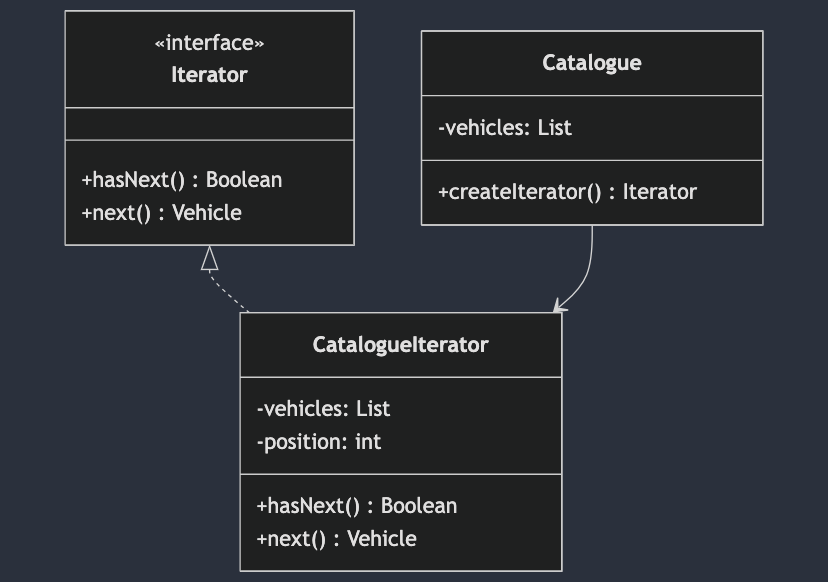 «interface»
Iterator
+hasNext() : Boolean
+next() : Vehicle
Catalogue
-vehicles: List
+createIterator() : Iterator
CatalogueIterator
-vehicles: List
-position: int
+hasNext() : Boolean
+next() : Vehicle